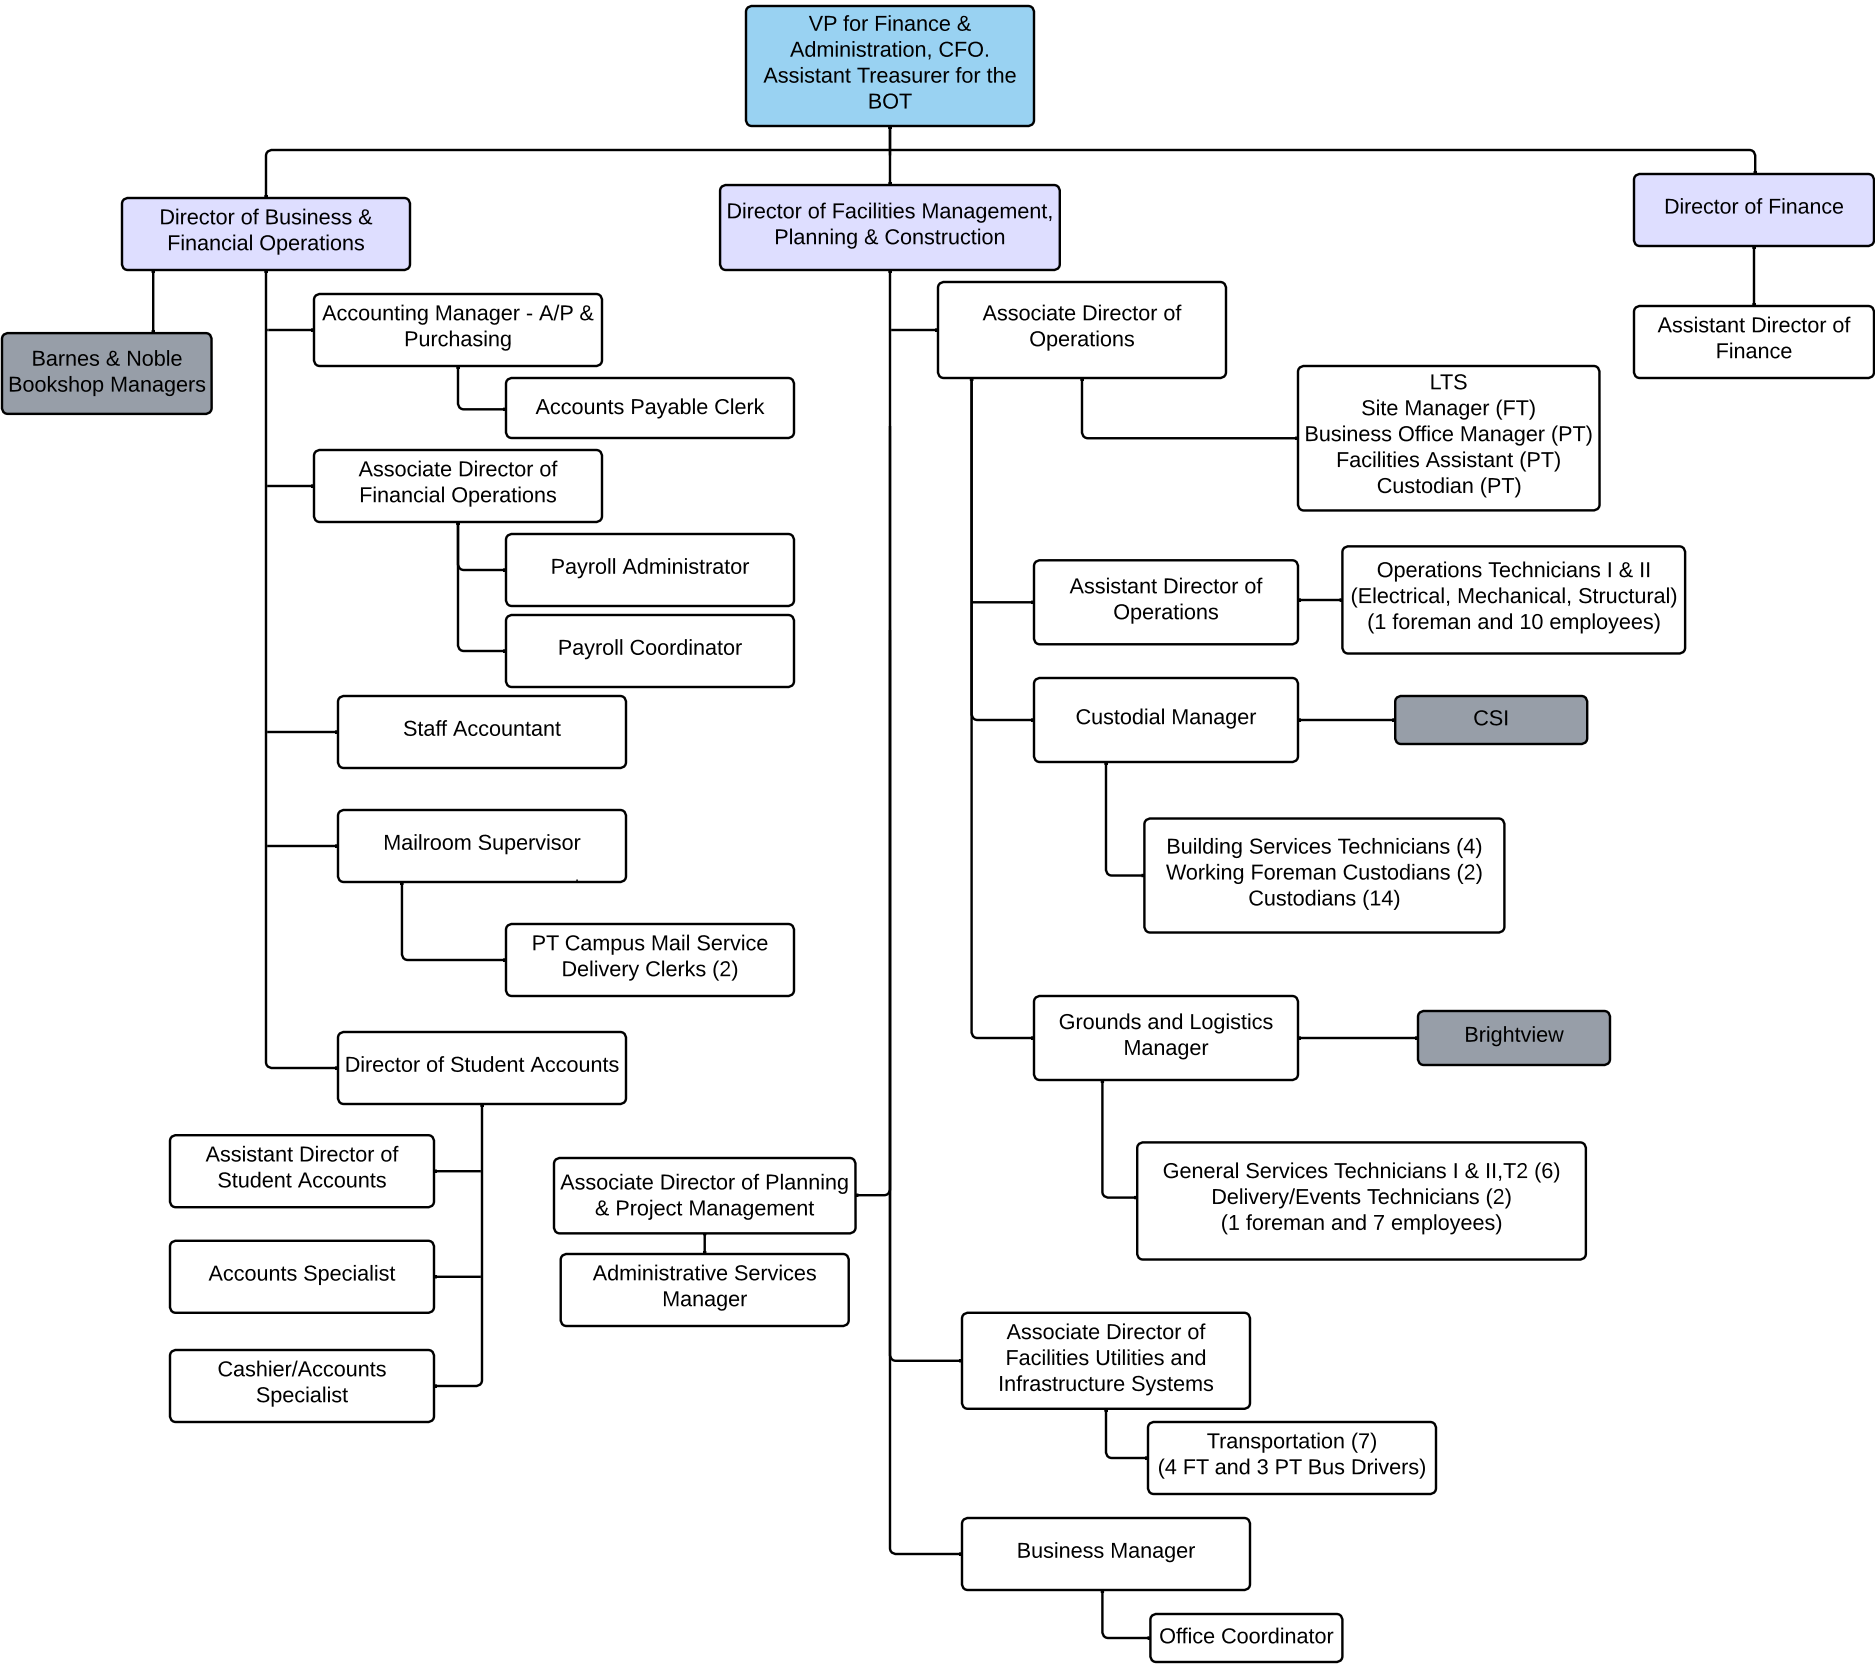 VP for Finance &
Administration, CFO.
Assistant Treasurer for the
BOT
Director of Business &
Financial Operations
Director of Facilities Management,
Planning & Construction
Director of Finance
Barnes & Noble
Bookshop Managers
Accounting Manager - A/P &
Purchasing
Accounts Payable Clerk
Associate Director of
Financial Operations
Payroll Administrator
Payroll Coordinator
Staff Accountant
Mailroom Supervisor
PT Campus Mail Service
Delivery Clerks (2)
Director of Student Accounts
Assistant Director of
Student Accounts
Accounts Specialist
Cashier/Accounts
Specialist
Associate Director of
Operations
LTS
Site Manager (FT)
Business Office Manager (PT)
Facilities Assistant (PT)
Custodian (PT)
Assistant Director of
Operations
Operations Technicians I & II
(Electrical, Mechanical, Structural)
(1 foreman and 10 employees)
Custodial Manager
CSI
Building Services Technicians (4)
Working Foreman Custodians (2)
Custodians (14)
Grounds and Logistics
Manager
Brightview
General Services Technicians I & II,T2 (6)
Delivery/Events Technicians (2)
(1 foreman and 7 employees)
Associate Director of Planning
& Project Management
Administrative Services
Manager
Associate Director of
Facilities Utilities and
Infrastructure Systems
Transportation (7)
(4 FT and 3 PT Bus Drivers)
Business Manager
Office Coordinator
Assistant Director of
Finance